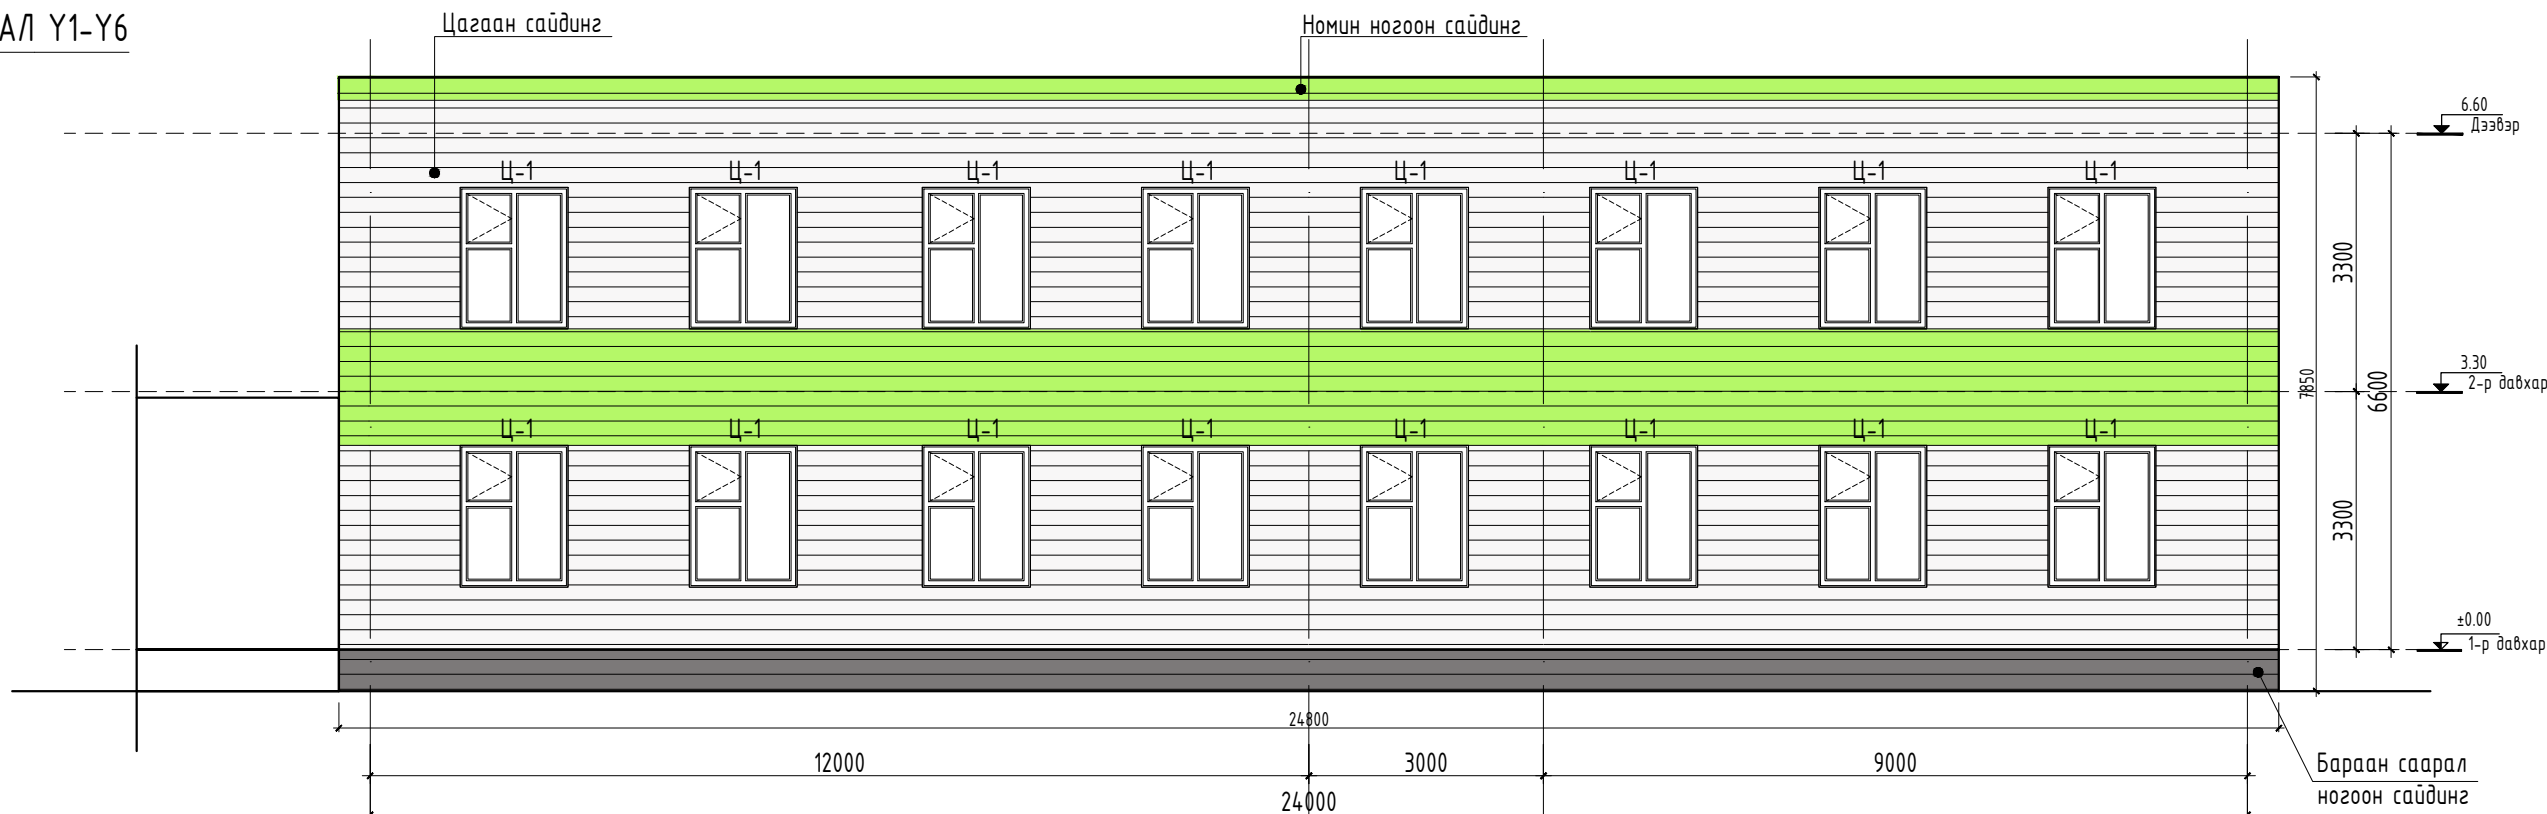 АЛ Y1-Y6
Цагаан сайдинг
Номин ногоон сайдинг
6.60
Дээвэр
Ц-1 Ц-1 Ц-1 Ц-1 Ц-1 Ц-1 Ц-1 Ц-1
3300
3.30
2-р давхар
7850
6600
Ц-1 Ц-1 Ц-1 Ц-1 Ц-1 Ц-1 Ц-1 Ц-1
3300
±0.00
1-р давхар
24800
12000 3000 9000
24000
Бараан саарал
ногоон сайдинг